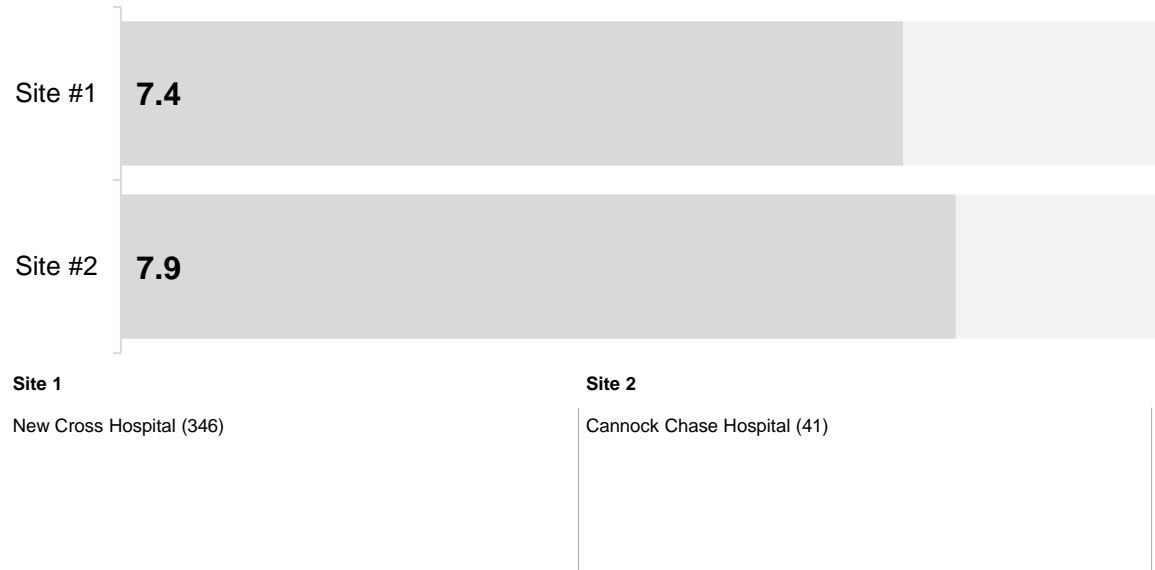 Site #1
7.4
Site #2
7.9
Site 1
Site 2
New Cross Hospital (346)
Cannock Chase Hospital (41)